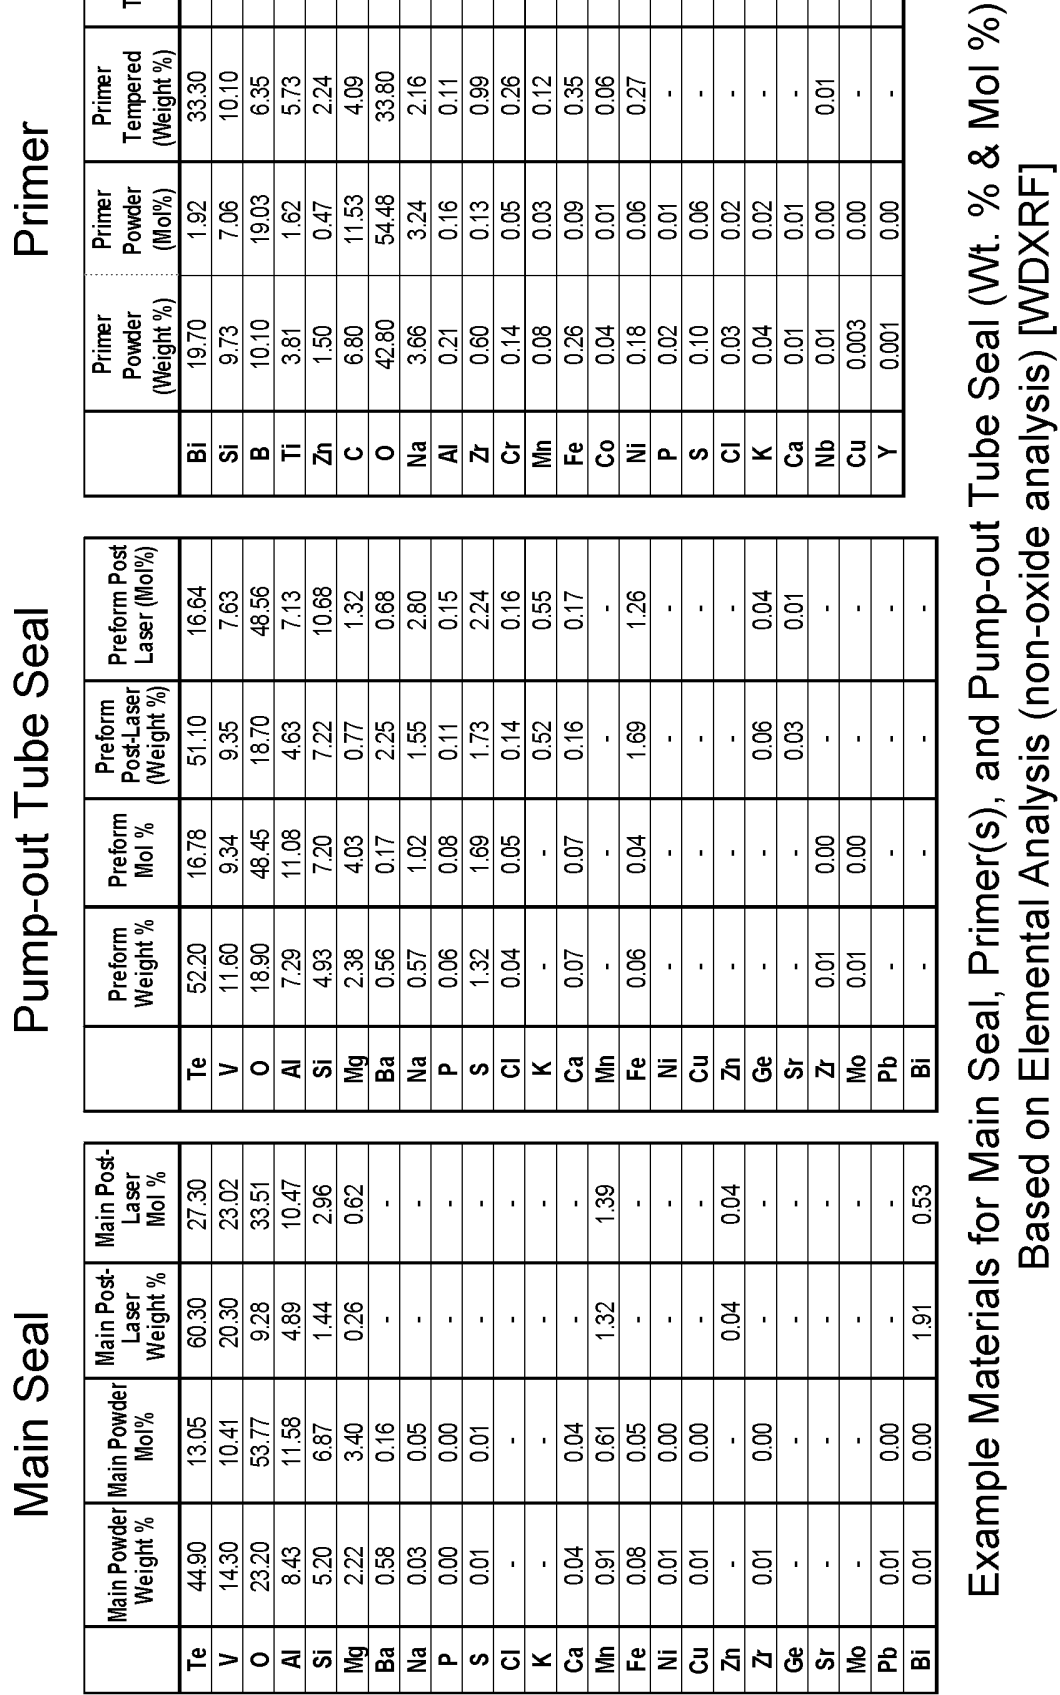 Main Seal
Main Powder Weight % | Main Powder Mol% | Main Post-Laser Weight % | Main Post-Laser Mol %
Te 44.90 13.05 60.30 27.30
V 14.30 10.41 20.30 23.02
O 23.20 53.77 9.28 33.51
Al 8.43 11.58 4.89 10.47
Si 5.20 6.87 1.44 2.96
Mg 2.22 3.40 0.26 0.62
Ba 0.58 0.16 - -
Na 0.03 0.05 - -
P 0.00 0.00 - -
S 0.01 0.01 - -
Cl - - - -
K - - - -
Ca 0.04 0.04 - -
Mn 0.91 0.61 1.32 1.39
Fe 0.08 0.05 - -
Ni 0.01 0.00 - -
Cu 0.01 0.00 - -
Zn - - 0.04 0.04
Zr 0.01 0.00 - -
Ge - - - -
Sr - - - -
Mo - - - -
Pb 0.01 0.00 - -
Bi 0.01 0.00 1.91 0.53
Pump-out Tube Seal
Preform Weight % | Preform Mol % | Preform Post-Laser (Weight %) | Preform Post Laser (Mol%)
Te 52.20 16.78 51.10 16.64
V 11.60 9.34 9.35 7.63
O 18.90 48.45 18.70 48.56
Al 7.29 11.08 4.63 7.13
Si 4.93 7.20 7.22 10.68
Mg 2.38 4.03 0.77 1.32
Ba 0.56 0.17 2.25 0.68
Na 0.57 1.02 1.55 2.80
P 0.06 0.08 0.11 0.15
S 1.32 1.69 1.73 2.24
Cl 0.04 0.05 0.14 0.16
K - - 0.52 0.55
Ca 0.07 0.07 0.16 0.17
Mn - - - -
Fe 0.06 0.04 1.69 1.26
Ni - - - -
Cu - - - -
Zn - - - -
Ge - - 0.06 0.04
Sr - - 0.03 0.01
Zr 0.01 0.00 - -
Mo 0.01 0.00 - -
Pb - - - -
Bi - - - -
Primer
Primer Powder (Weight %) | Primer Powder (Mol%) | Primer Tempered (Weight %)
Bi 19.70 1.92 33.30
Si 9.73 7.06 10.10
B 10.10 19.03 6.35
Ti 3.81 1.62 5.73
Zn 1.50 0.47 2.24
C 6.80 11.53 4.09
O 42.80 54.48 33.80
Na 3.66 3.24 2.16
Al 0.21 0.16 0.11
Zr 0.60 0.13 0.99
Cr 0.14 0.05 0.26
Mn 0.08 0.03 0.12
Fe 0.26 0.09 0.35
Co 0.04 0.01 0.06
Ni 0.18 0.06 0.27
P 0.02 0.01 -
S 0.10 0.06 -
Cl 0.03 0.02 -
K 0.04 0.02 -
Ca 0.01 0.01 -
Nb 0.01 0.00 0.01
Cu 0.003 0.00 -
Y 0.001 0.00 -
Example Materials for Main Seal, Primer(s), and Pump-out Tube Seal (Wt. % & Mol %)
Based on Elemental Analysis (non-oxide analysis) [WDXRF]